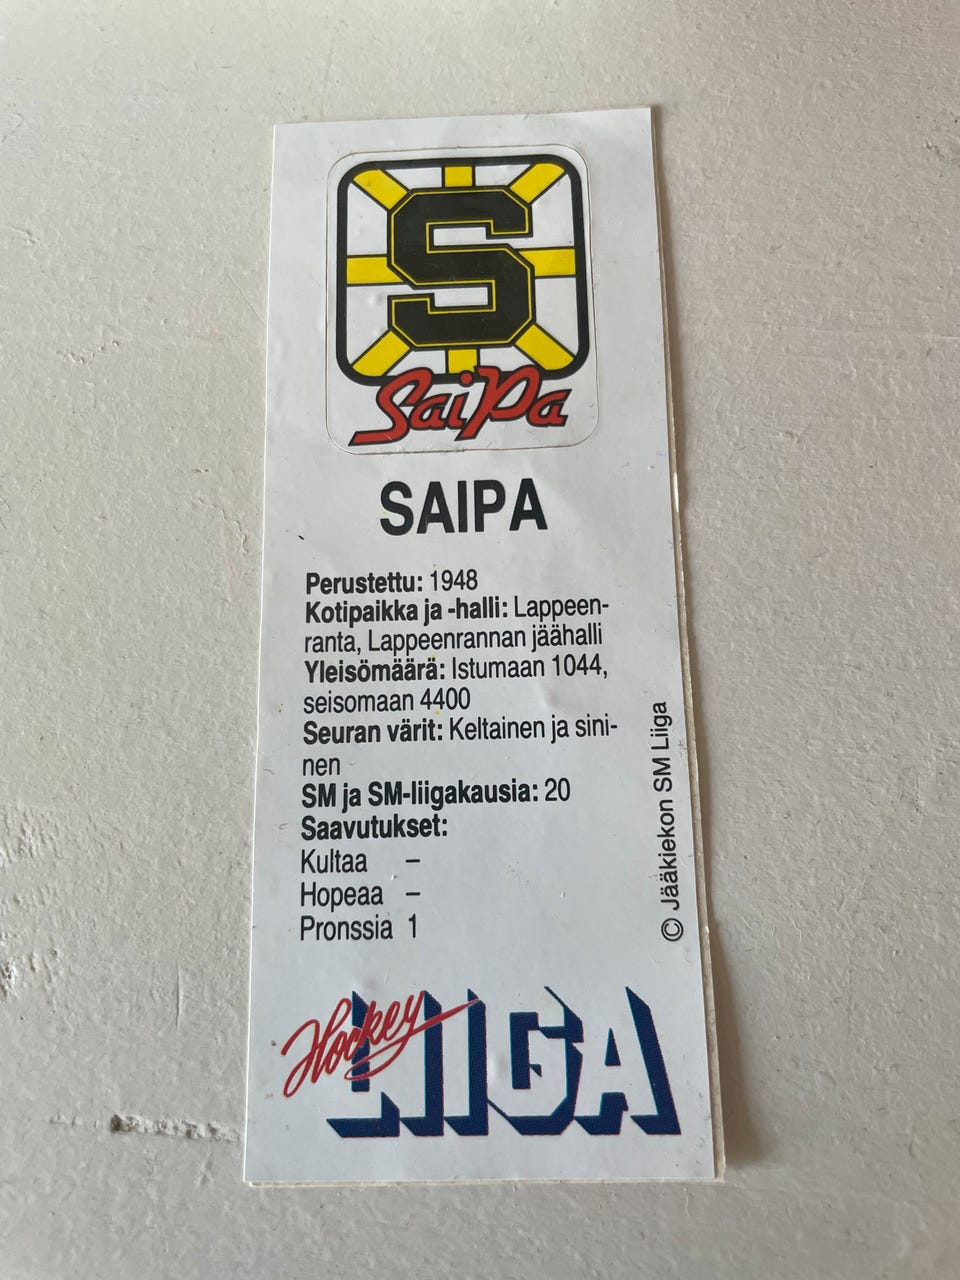 S
SaiPa
SAIPA
Perustettu: 1948
Kotipaikka ja -halli: Lappeen-
ranta, Lappeenrannan jäähalli
Yleisömäärä: Istumaan 1044,
seisomaan 4400
Seuran värit: Keltainen ja sini-
nen
SM ja SM-liigakausia: 20
Saavutukset:
Kultaa –
Hopeaa –
Pronssia 1
© Jääkiekon SM Liiga
Hockey
LIIGA